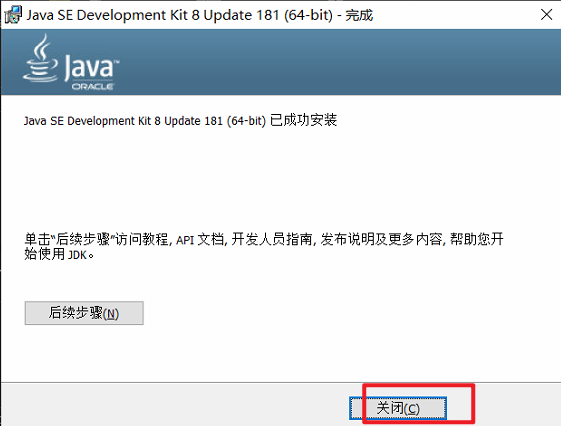 Java SE Development Kit 8 Update 181 (64-bit) - 完成
Java™
ORACLE
Java SE Development Kit 8 Update 181 (64-bit) 已成功安装
单击“后续步骤”访问教程, API 文档, 开发人员指南, 发布说明及更多内容, 帮助您开
始使用 JDK。
后续步骤(N)
关闭(C)